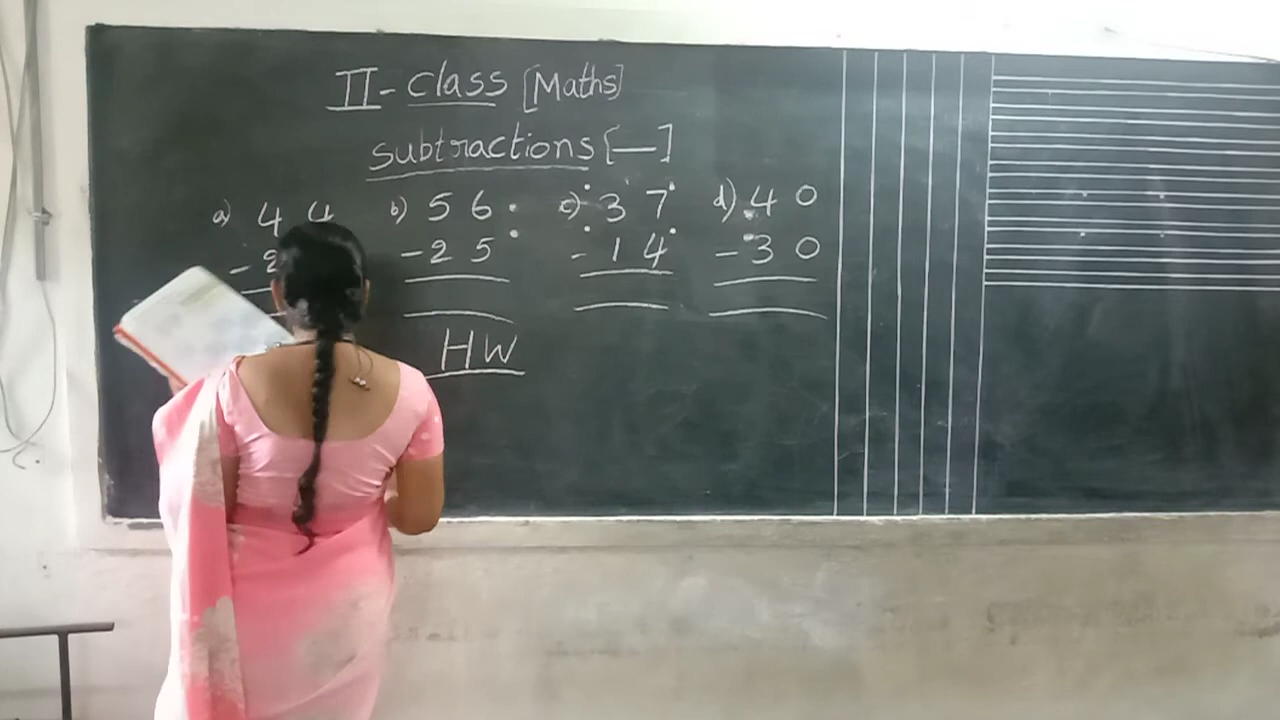 II - class [Maths]
subtractions [—]
a) 4 4 b) 5 6 c) 3 7 d) 4 0
- 2 - 2 5 - 1 4 - 3 0
HW